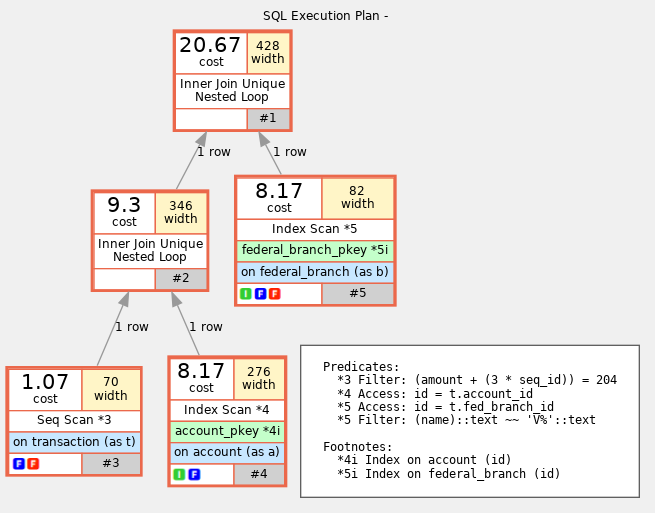 SQL Execution Plan -
20.67
cost
428
width
Inner Join Unique
Nested Loop
#1
1 row
1 row
9.3
cost
346
width
Inner Join Unique
Nested Loop
#2
8.17
cost
82
width
Index Scan *5
federal_branch_pkey *5i
on federal_branch (as b)
I F F
#5
1 row
1 row
1.07
cost
70
width
Seq Scan *3
on transaction (as t)
F F
#3
8.17
cost
276
width
Index Scan *4
account_pkey *4i
on account (as a)
I F
#4
Predicates:
*3 Filter: (amount + (3 * seq_id)) = 204
*4 Access: id = t.account_id
*5 Access: id = t.fed_branch_id
*5 Filter: (name)::text ~~ 'V%'::text
Footnotes:
*4i Index on account (id)
*5i Index on federal_branch (id)